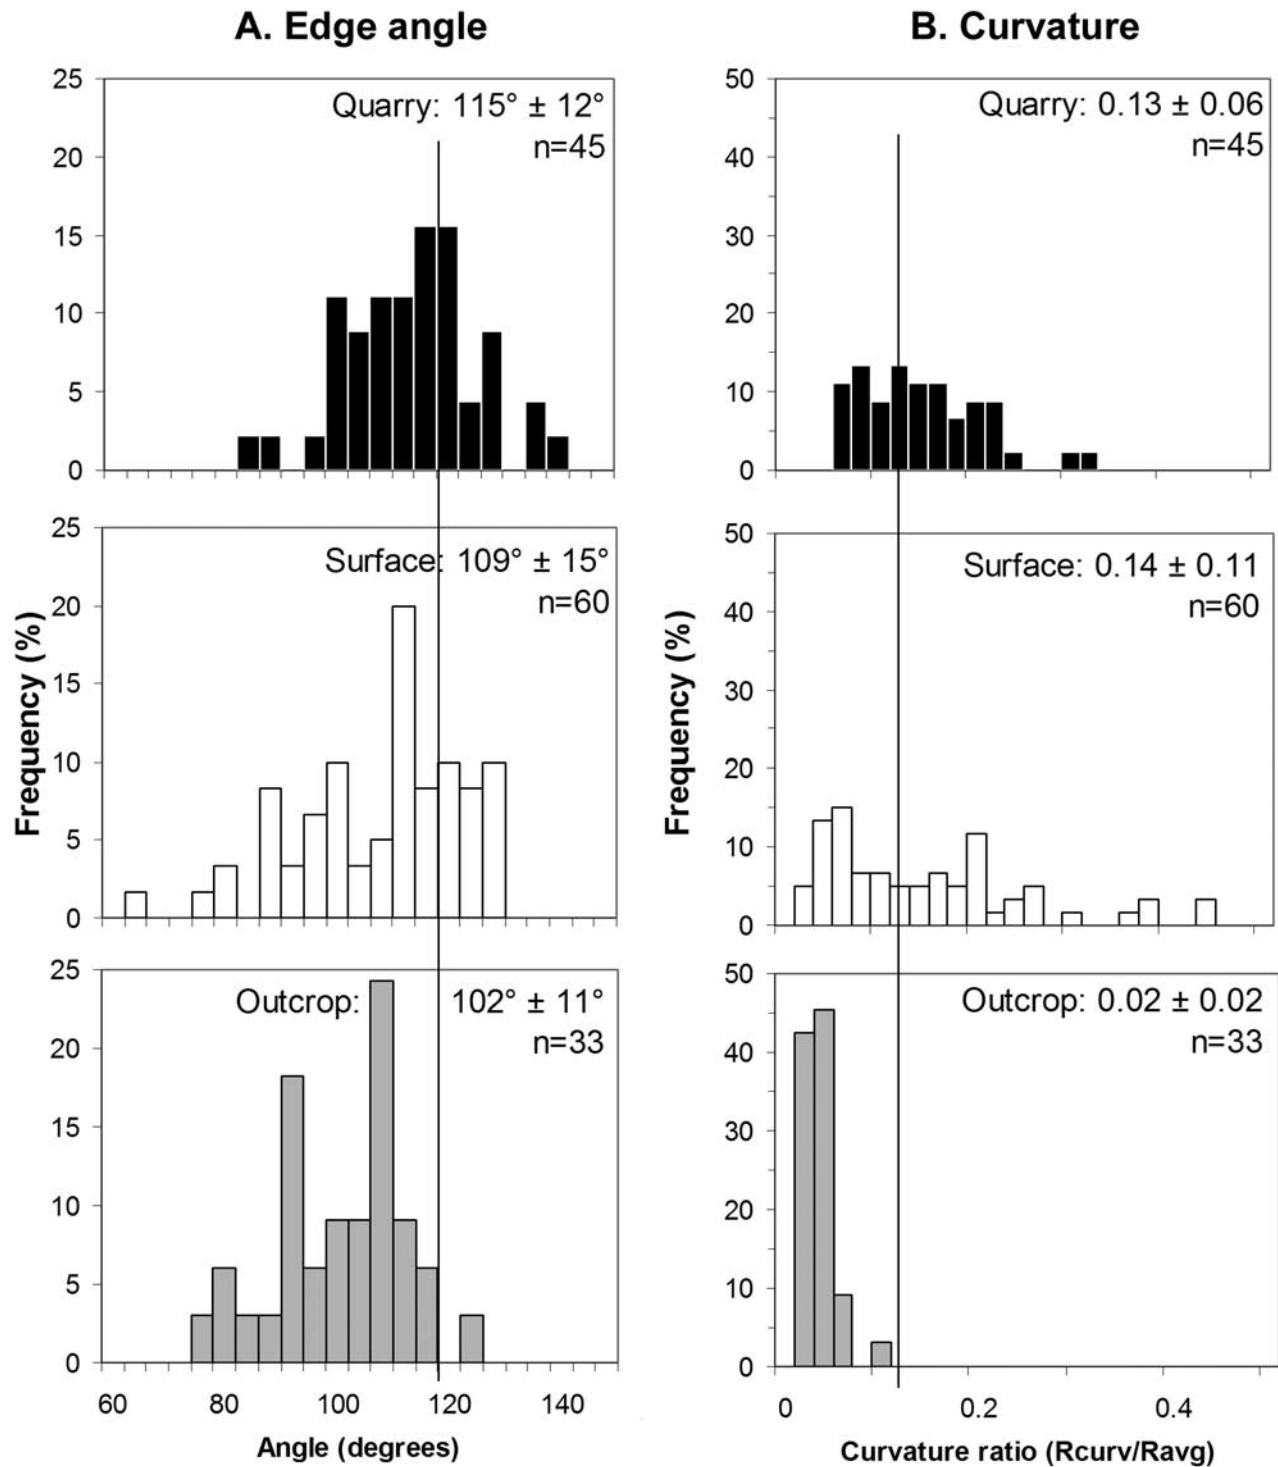 A. Edge angle
B. Curvature
25
20
15
10
5
0
Quarry: 115° ± 12°
n=45
50
40
30
20
10
0
Quarry: 0.13 ± 0.06
n=45
Frequency (%)
25
20
15
10
5
0
Surface: 109° ± 15°
n=60
Frequency (%)
50
40
30
20
10
0
Surface: 0.14 ± 0.11
n=60
25
20
15
10
5
0
Outcrop: 102° ± 11°
n=33
60 80 100 120 140
Angle (degrees)
50
40
30
20
10
0
Outcrop: 0.02 ± 0.02
n=33
0 0.2 0.4
Curvature ratio (Rcurv/Ravg)